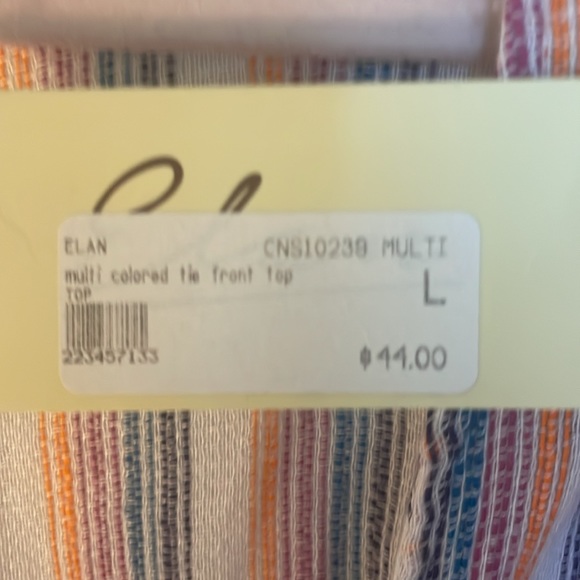 ELAN CNS10239 MULTI
multi colored tie front top
TOP L
223457133
$44.00